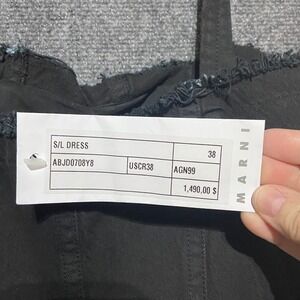 S/L DRESS 38
ABJD0708Y8 USCR38 AGN99
1,490,00 $
MARNI